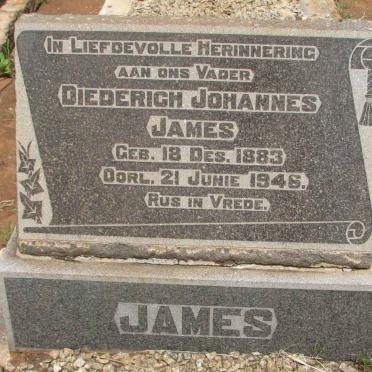 In Liefdevolle Herinnering
aan ons Vader
Diederich Johannes
James
Geb. 18 Des. 1883
Oorl. 21 Junie 1945.
Rus in Vrede.
JAMES